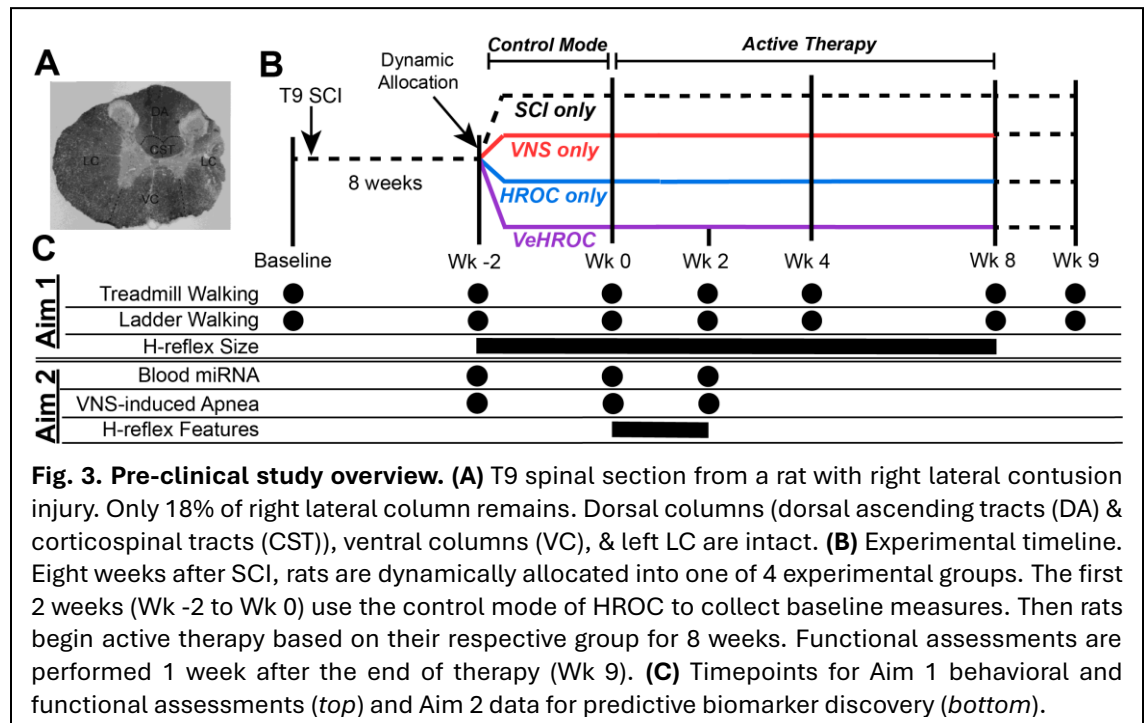 A
DA
CST
LC
LC
VC
B
Control Mode
Active Therapy
Dynamic
Allocation
T9 SCI
8 weeks
SCI only
VNS only
HROC only
VeHROC
Baseline
Wk -2
Wk 0
Wk 2
Wk 4
Wk 8
Wk 9
C
Aim 1
Treadmill Walking
Ladder Walking
H-reflex Size
Aim 2
Blood miRNA
VNS-induced Apnea
H-reflex Features
Fig. 3. Pre-clinical study overview. (A) T9 spinal section from a rat with right lateral contusion
injury. Only 18% of right lateral column remains. Dorsal columns (dorsal ascending tracts (DA) &
corticospinal tracts (CST)), ventral columns (VC), & left LC are intact. (B) Experimental timeline.
Eight weeks after SCI, rats are dynamically allocated into one of 4 experimental groups. The first
2 weeks (Wk -2 to Wk 0) use the control mode of HROC to collect baseline measures. Then rats
begin active therapy based on their respective group for 8 weeks. Functional assessments are
performed 1 week after the end of therapy (Wk 9). (C) Timepoints for Aim 1 behavioral and
functional assessments (top) and Aim 2 data for predictive biomarker discovery (bottom).